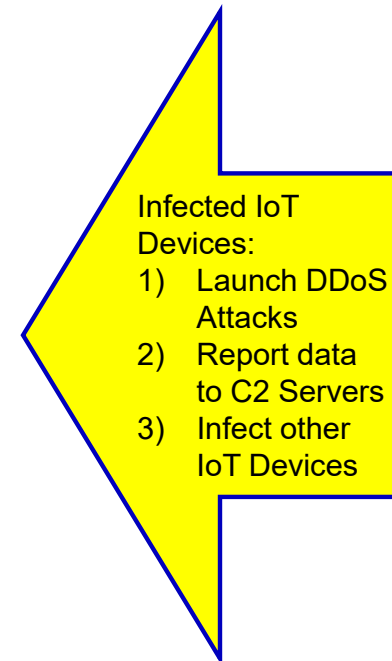 Infected IoT
Devices:
1) Launch DDoS
Attacks
2) Report data
to C2 Servers
3) Infect other
IoT Devices